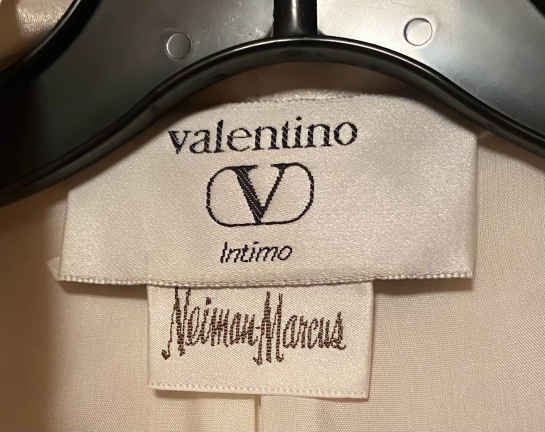 valentino
V
Intimo
Neiman-Marcus